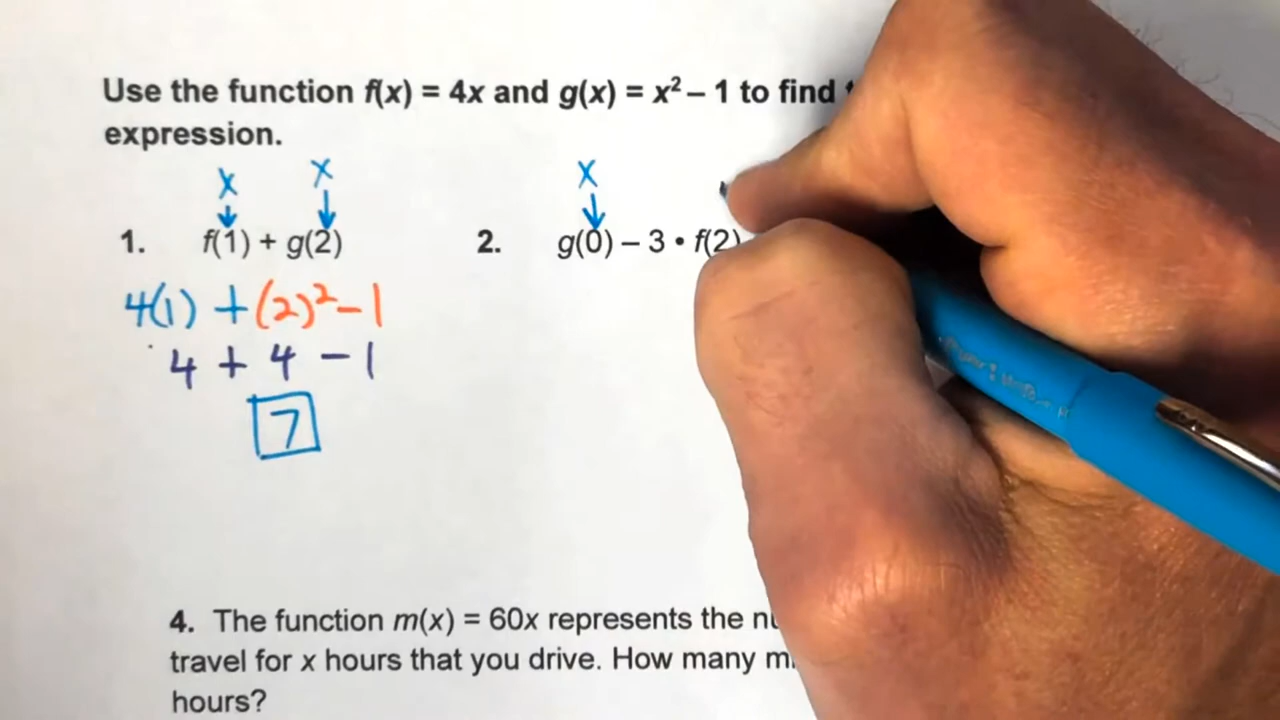 Use the function f(x) = 4x and g(x) = x² – 1 to find
expression.
x x x
1. f(1) + g(2) 2. g(0) – 3 • f(2)
4(1) + (2)² – 1
4 + 4 – 1
7
4. The function m(x) = 60x represents the
travel for x hours that you drive. How many
hours?